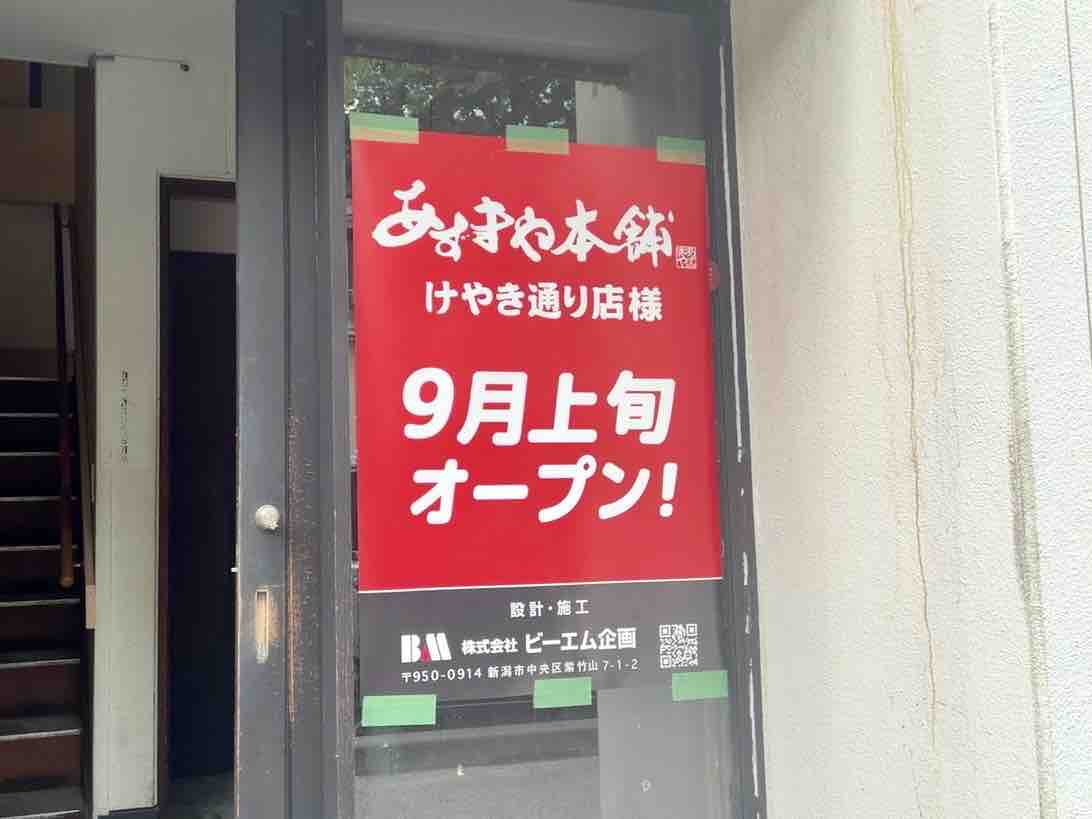 あずまや本舗
けやき通り店様
9月上旬
オープン!
設計・施工
BM 株式会社 ビーエム企画
〒950-0914 新潟市中央区紫竹山 7-1-2